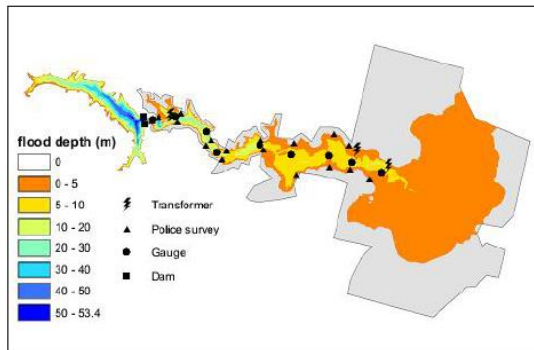 flood depth (m)
0
0 - 5
5 - 10
10 - 20
20 - 30
30 - 40
40 - 50
50 - 53.4
Transformer
Police survey
Gauge
Dam